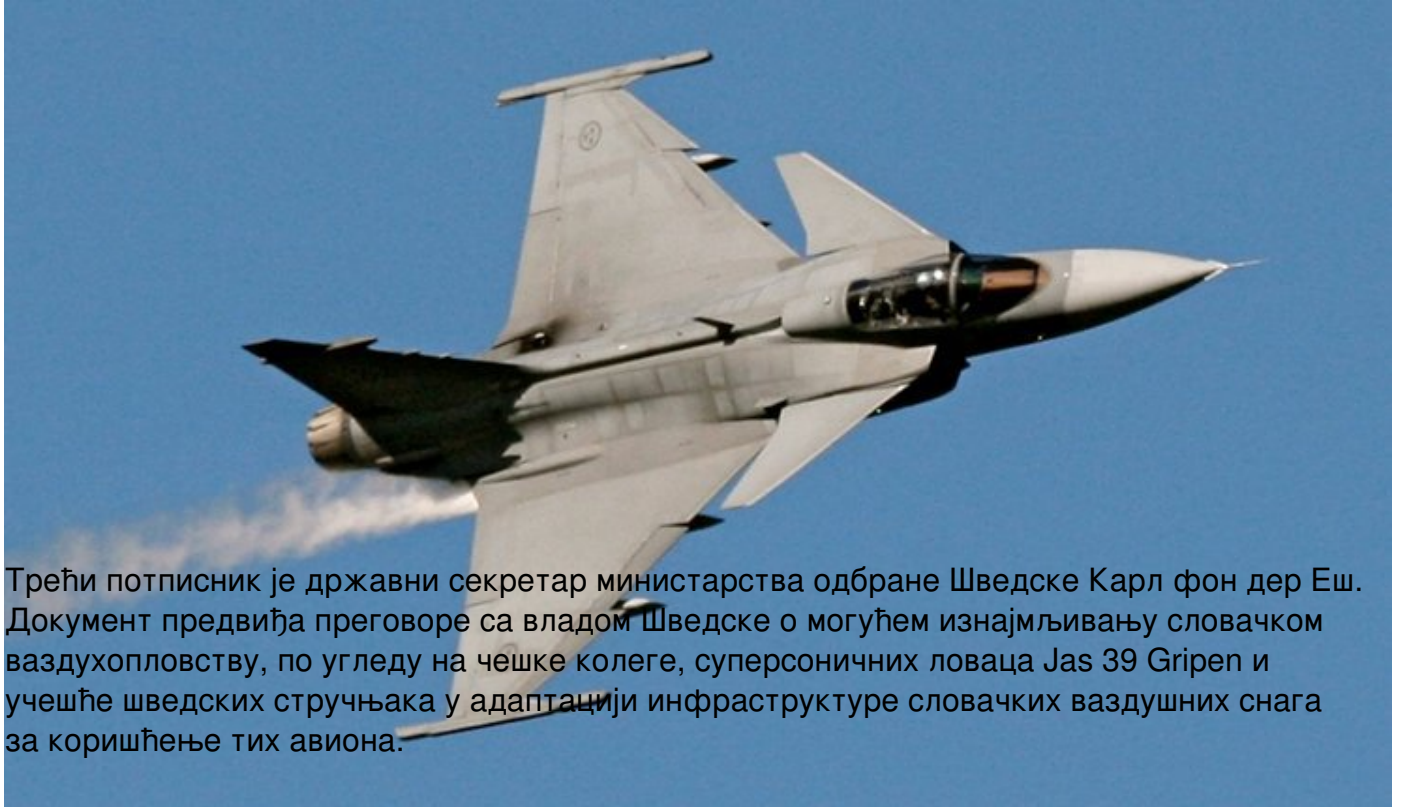 Трећи потписник је државни секретар министарства одбране Шведске Карл фон дер Еш.
Документ предвиђа преговоре са владом Шведске о могућем изнајмљивању словачком
ваздухопловству, по угледу на чешке колеге, суперсоничних ловаца Jas 39 Gripen и
учешће шведских стручњака у адаптацији инфраструктуре словачких ваздушних снага
за коришћење тих авиона.